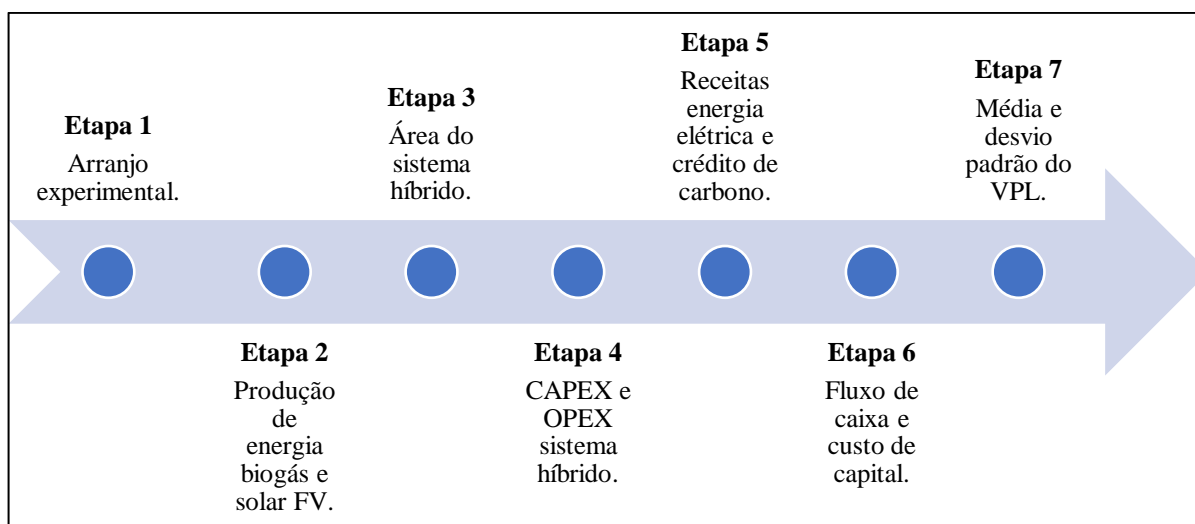 Etapa 1
Arranjo
experimental.
Etapa 2
Produção
de
energia
biogás e
solar FV.
Etapa 3
Área do
sistema
híbrido.
Etapa 4
CAPEX e
OPEX
sistema
híbrido.
Etapa 5
Receitas
energia
elétrica e
crédito de
carbono.
Etapa 6
Fluxo de
caixa e
custo de
capital.
Etapa 7
Média e
desvio
padrão do
VPL.